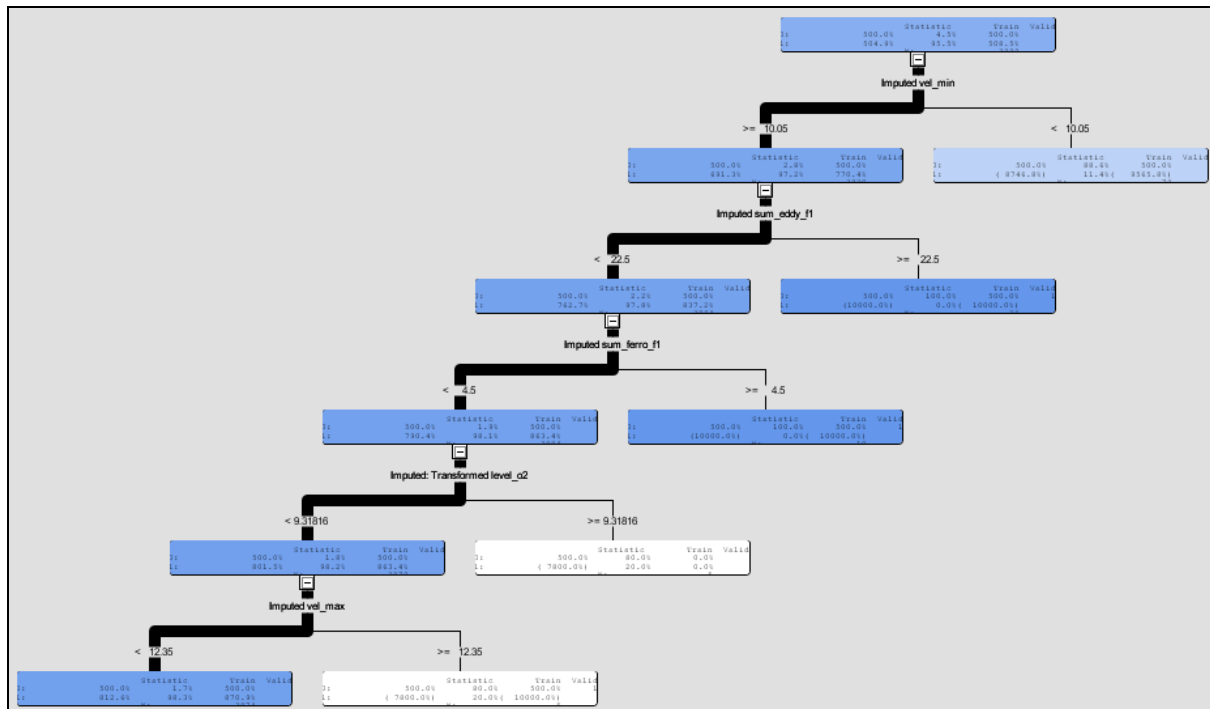 Statistic Train Valid
0: 500.0% 4.5% 500.0%
1: 504.9% 95.5% 508.5%
Imputed vel_min
>= 10.05
< 10.05
Statistic Train Valid
0: 500.0% 2.8% 500.0%
1: 691.3% 97.2% 770.4%
Statistic Train Valid
0: 500.0% 88.6% 500.0%
1: ( 8746.8%) 11.4%( 9565.8%)
Imputed sum_eddy_f1
< 22.5
>= 22.5
Statistic Train Valid
0: 500.0% 2.2% 500.0%
1: 762.7% 97.8% 837.2%
Statistic Train Valid
0: 500.0% 100.0% 500.0% 1
1: (10000.0%) 0.0%( 10000.0%)
Imputed sum_ferro_f1
< 4.5
>= 4.5
Statistic Train Valid
0: 500.0% 1.9% 500.0%
1: 790.4% 98.1% 863.4%
Statistic Train Valid
0: 500.0% 100.0% 500.0% 1
1: (10000.0%) 0.0%( 10000.0%)
Imputed: Transformed level_o2
< 9.31816
>= 9.31816
Statistic Train Valid
0: 500.0% 1.8% 500.0%
1: 801.5% 98.2% 863.4%
Statistic Train Valid
0: 500.0% 80.0% 0.0%
1: ( 7800.0%) 20.0% 0.0%
Imputed vel_max
< 12.35
>= 12.35
Statistic Train Valid
0: 500.0% 1.7% 500.0%
1: 812.6% 98.3% 870.9%
Statistic Train Valid
0: 500.0% 80.0% 500.0% 1
1: ( 7800.0%) 20.0%( 10000.0%)